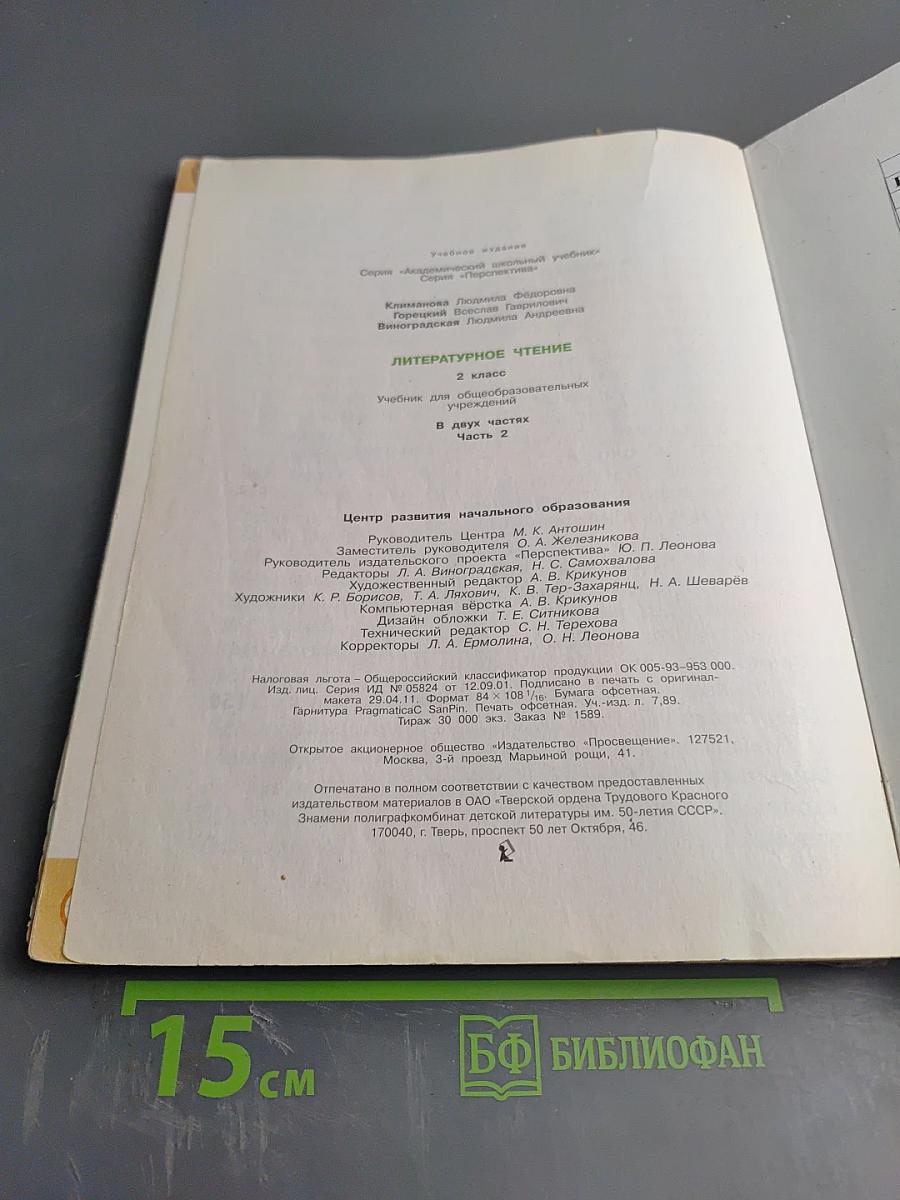 Учебное издание
Серия «Академический школьный учебник»
Серия «Перспектива»
Климанова Людмила Фёдоровна
Горецкий Всеслав Гаврилович
Виноградская Людмила Андреевна
ЛИТЕРАТУРНОЕ ЧТЕНИЕ
2 класс
Учебник для общеобразовательных
учреждений
В двух частях
Часть 2
Центр развития начального образования
Руководитель Центра М. К. Антошин
Заместитель руководителя О. А. Железникова
Руководитель издательского проекта «Перспектива» Ю. П. Леонова
Редакторы Л. А. Виноградская, Н. С. Самохвалова
Художественный редактор А. В. Крикунов
Художники К. Р. Борисов, Т. А. Ляхович, К. В. Тер-Захарянц, Н. А. Шеварёв
Компьютерная вёрстка А. В. Крикунов
Дизайн обложки Т. Е. Ситникова
Технический редактор С. Н. Терехова
Корректоры Л. А. Ермолина, О. Н. Леонова
Налоговая льгота – Общероссийский классификатор продукции ОК 005-93–953 000.
Изд. лиц. Серия ИД № 05824 от 12.09.01. Подписано в печать с оригинал-
макета 29.04.11. Формат 84 × 108 1/16. Бумага офсетная.
Гарнитура PragmaticaC SanPin. Печать офсетная. Уч.-изд. л. 7,89.
Тираж 30 000 экз. Заказ № 1589.
Открытое акционерное общество «Издательство «Просвещение». 127521,
Москва, 3-й проезд Марьиной рощи, 41.
Отпечатано в полном соответствии с качеством предоставленных
издательством материалов в ОАО «Тверской ордена Трудового Красного
Знамени полиграфкомбинат детской литературы им. 50-летия СССР».
170040, г. Тверь, проспект 50 лет Октября, 46.
15 см
БФ БИБЛИОФАН